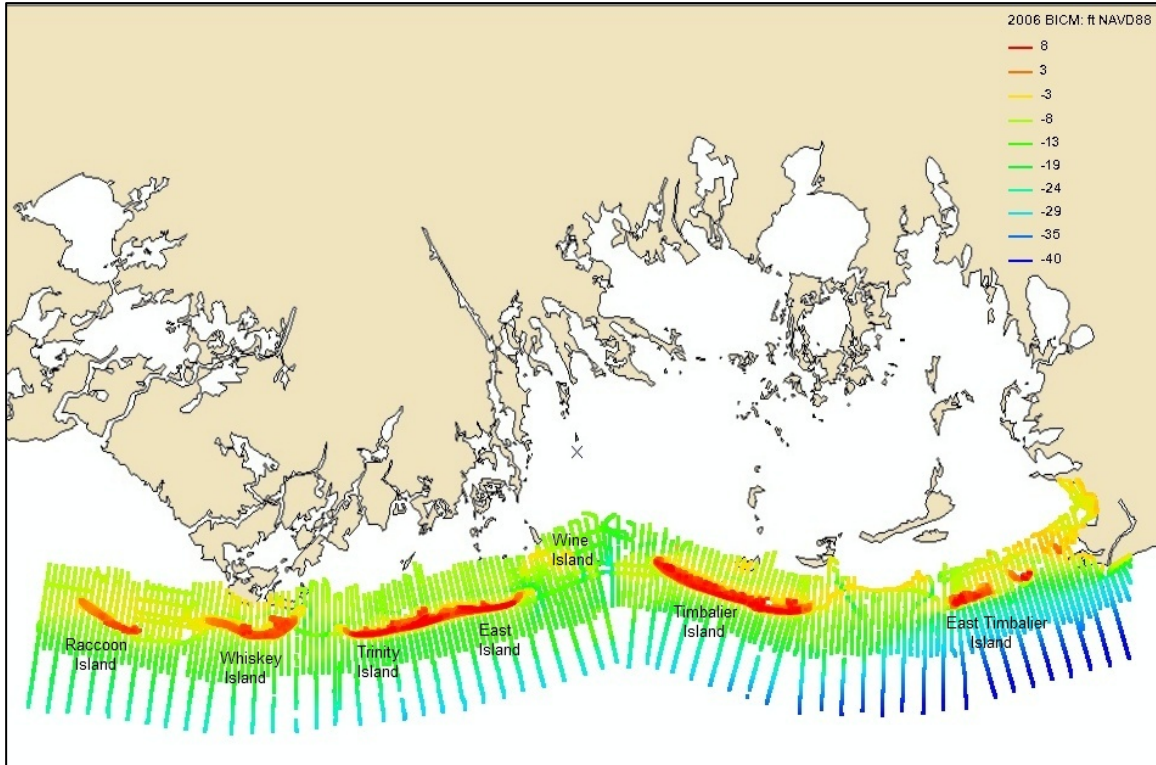 2006 BICM: ft NAVD88
8
3
-3
-8
-13
-19
-24
-29
-35
-40
Wine
Island
Raccoon
Island
Whiskey
Island
Trinity
Island
East
Island
Timbalier
Island
East Timbalier
Island